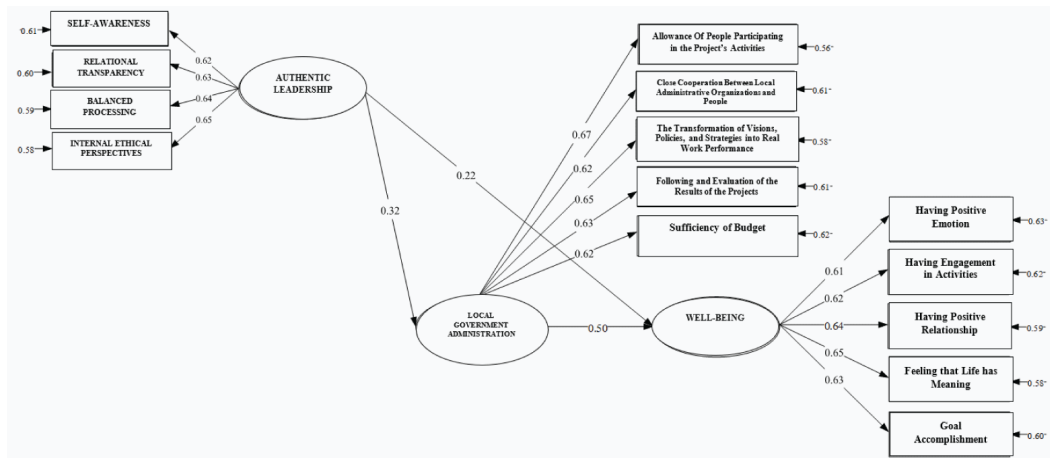 SELF-AWARENESS
0.61
RELATIONAL
TRANSPARENCY
0.60
BALANCED
PROCESSING
0.59
INTERNAL ETHICAL
PERSPECTIVES
0.58
0.62
0.63
0.64
0.65
AUTHENTIC
LEADERSHIP
0.32
0.22
LOCAL
GOVERNMENT
ADMINISTRATION
0.50
0.67
0.62
0.65
0.63
0.62
Allowance Of People Participating
in the Project's Activities
0.56
Close Cooperation Between Local
Administrative Organizations and
People
0.61
The Transformation of Visions,
Policies, and Strategies into Real
Work Performance
0.58
Following and Evaluation of the
Results of the Projects
0.61
Sufficiency of Budget
0.62
WELL-BEING
0.61
0.62
0.64
0.65
0.63
Having Positive
Emotion
0.63
Having Engagement
in Activities
0.62
Having Positive
Relationship
0.59
Feeling that Life has
Meaning
0.58
Goal
Accomplishment
0.60